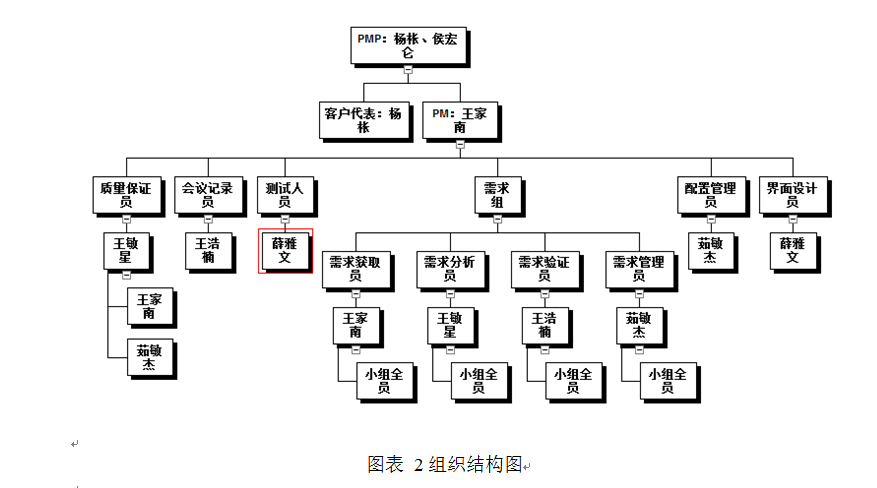 PMP：杨枨、侯宏
仑
客户代表：杨
枨
PM：王家
南
质量保证
员
会议记录
员
测试人
员
需求
组
配置管理
员
界面设计
员
王敏
星
王浩
楠
薛雅
文
茹敏
杰
薛雅
文
需求获取
员
需求分析
员
需求验证
员
需求管理
员
王家
南
茹敏
杰
王家
南
王敏
星
王浩
楠
茹敏
杰
小组全
员
小组全
员
小组全
员
小组全
员
图表 2 组织结构图